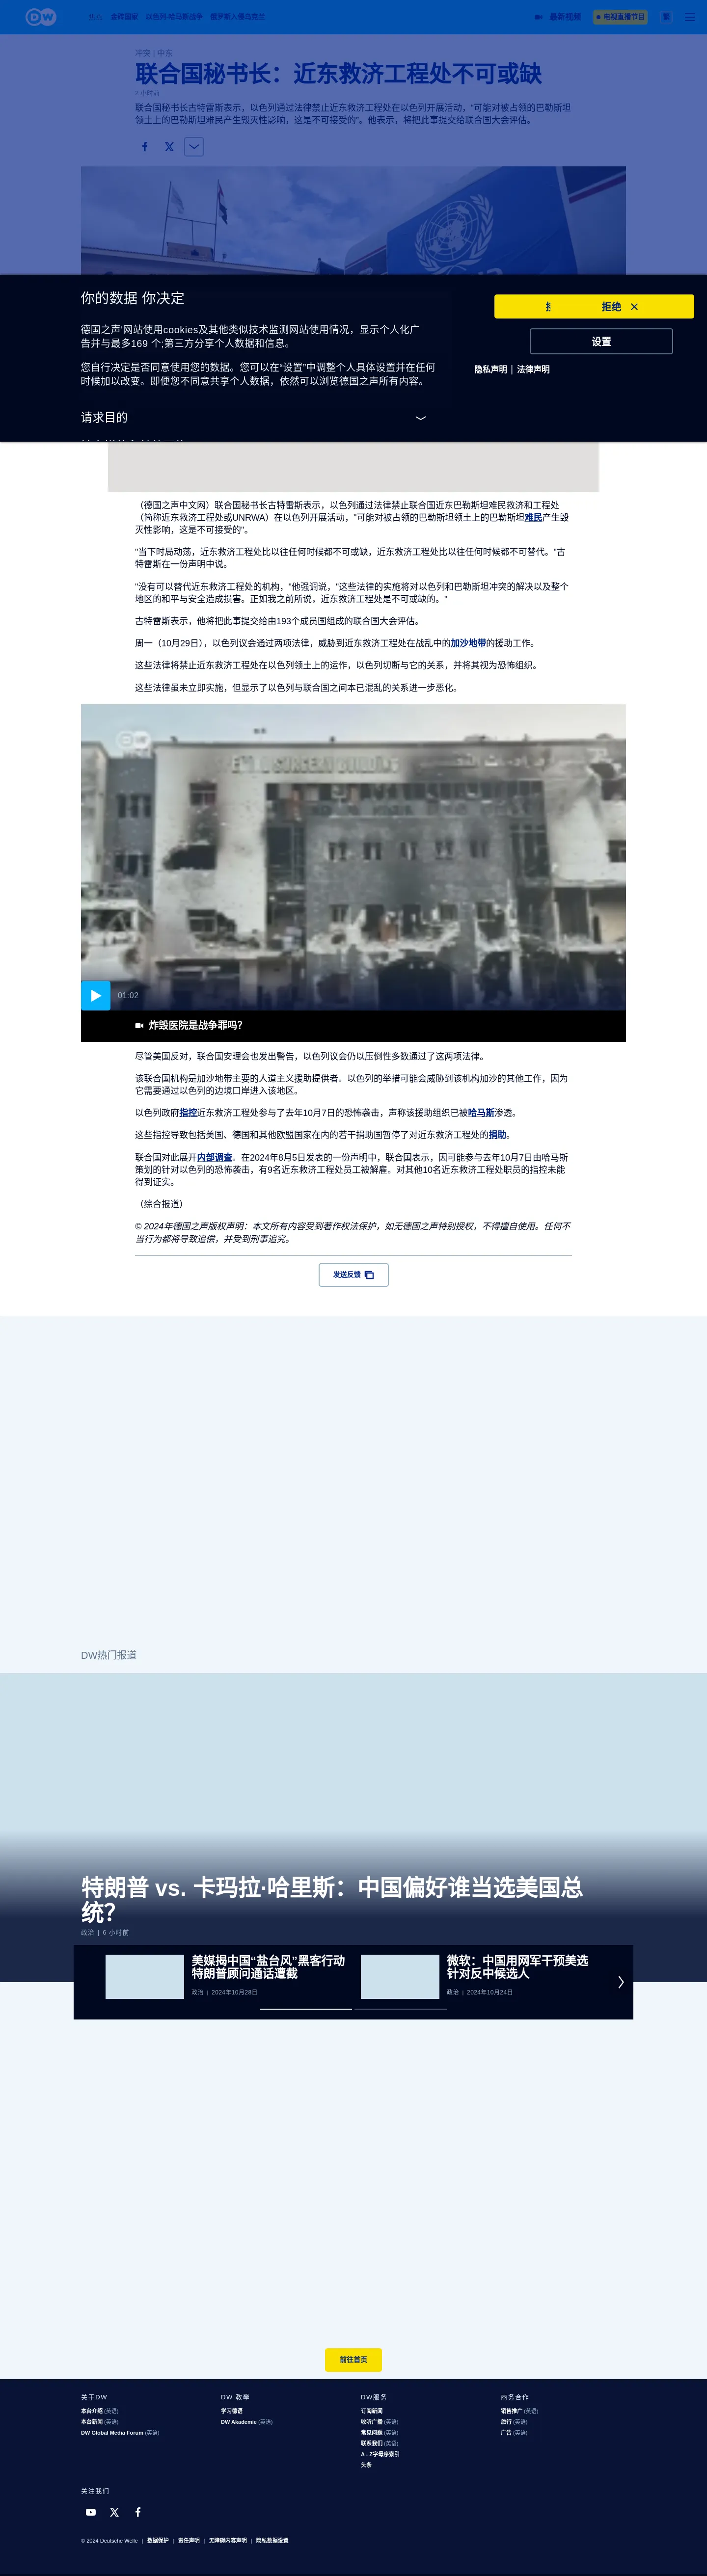 DW
焦点
泰得国家
以色列-哈马斯战争
俄罗斯入侵乌克兰
最新视频
电视直播节目
繁
冲突 | 中东
联合国秘书长：近东救济工程处不可或缺
2 小时前
联合国秘书长古特雷斯表示，以色列通过法律禁止近东救济工程处在以色列开展活动，“可能对被占领的巴勒斯坦
领土上的巴勒斯坦难民产生毁灭性影响，这是不可接受的”。他表示，将把此事提交给联合国大会评估。
你的数据 你决定
拒绝
德国之声'网站使用cookies及其他类似技术监测网站使用情况，显示个人化广
告并与最多169 个;第三方分享个人数据和信息。
设置
您自行决定是否同意使用您的数据。您可以在“设置”中调整个人具体设置并在任何
时候加以改变。即便您不同意共享个人数据，依然可以浏览德国之声所有内容。
隐私声明 | 法律声明
请求目的
（德国之声中文网）联合国秘书长古特雷斯表示，以色列通过法律禁止联合国近东巴勒斯坦难民救济和工程处
（简称近东救济工程处或UNRWA）在以色列开展活动，"可能对被占领的巴勒斯坦领土上的巴勒斯坦难民产生毁
灭性影响，这是不可接受的"。
"当下时局动荡，近东救济工程处比以往任何时候都不可或缺，近东救济工程处比以往任何时候都不可替代。"古
特雷斯在一份声明中说。
"没有可以替代近东救济工程处的机构，"他强调说，"这些法律的实施将对以色列和巴勒斯坦冲突的解决以及整个
地区的和平与安全造成损害。正如我之前所说，近东救济工程处是不可或缺的。"
古特雷斯表示，他将把此事提交给由193个成员国组成的联合国大会评估。
周一（10月29日），以色列议会通过两项法律，威胁到近东救济工程处在战乱中的加沙地带的援助工作。
这些法律将禁止近东救济工程处在以色列领土上的运作，以色列切断与它的关系，并将其视为恐怖组织。
这些法律虽未立即实施，但显示了以色列与联合国之间本已混乱的关系进一步恶化。
01:02
炸毁医院是战争罪吗？
尽管美国反对，联合国安理会也发出警告，以色列议会仍以压倒性多数通过了这两项法律。
该联合国机构是加沙地带主要的人道主义援助提供者。以色列的举措可能会威胁到该机构加沙的其他工作，因为
它需要通过以色列的边境口岸进入该地区。
以色列政府指控近东救济工程处参与了去年10月7日的恐怖袭击，声称该援助组织已被哈马斯渗透。
这些指控导致包括美国、德国和其他欧盟国家在内的若干捐助国暂停了对近东救济工程处的捐助。
联合国对此展开内部调查。在2024年8月5日发表的一份声明中，联合国表示，因可能参与去年10月7日由哈马斯
策划的针对以色列的恐怖袭击，有9名近东救济工程处员工被解雇。对其他10名近东救济工程处职员的指控未能
得到证实。
（综合报道）
© 2024年德国之声版权声明：本文所有内容受到著作权法保护，如无德国之声特别授权，不得擅自使用。任何不
当行为都将导致追偿，并受到刑事追究。
发送反馈
DW热门报道
特朗普 vs. 卡玛拉·哈里斯：中国偏好谁当选美国总
统？
政治 | 6 小时前
美媒揭中国“盐台风”黑客行动
特朗普顾问通话遭截
政治 | 2024年10月28日
微软：中国用网军干预美选
针对反中候选人
政治 | 2024年10月24日
前往首页
关于DW
本台介绍 (英语)
本台新闻 (英语)
DW Global Media Forum (英语)
DW 教学
学习德语
DW Akademie (英语)
DW服务
订阅新闻
收听广播 (英语)
常见问题 (英语)
联系我们 (英语)
A - Z字母序索引
头条
商务合作
销售推广 (英语)
旅行 (英语)
广告 (英语)
关注我们
© 2024 Deutsche Welle | 数据保护 | 责任声明 | 无障碍内容声明 | 隐私数据设置